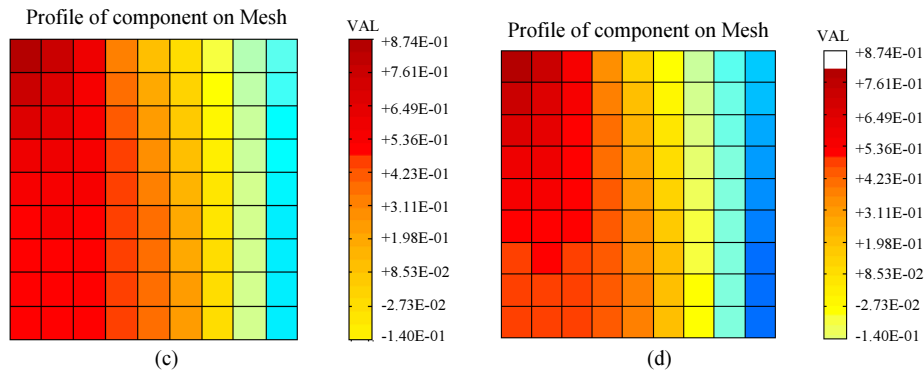 Profile of component on Mesh
VAL
+8.74E-01
+7.61E-01
+6.49E-01
+5.36E-01
+4.23E-01
+3.11E-01
+1.98E-01
+8.53E-02
-2.73E-02
-1.40E-01
(c)
Profile of component on Mesh
VAL
+8.74E-01
+7.61E-01
+6.49E-01
+5.36E-01
+4.23E-01
+3.11E-01
+1.98E-01
+8.53E-02
-2.73E-02
-1.40E-01
(d)